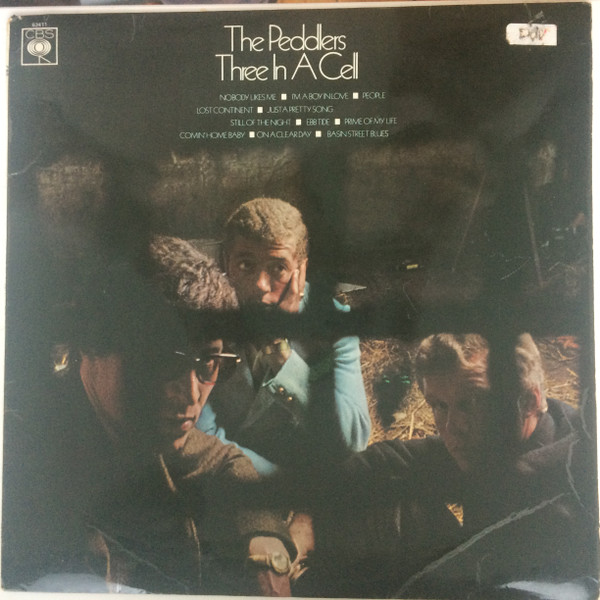 63411
CBS
The Peddlers
Three In A Cell
NOBODY LIKES ME ■ I'M A BOY IN LOVE ■ PEOPLE
LOST CONTINENT ■ JUST A PRETTY SONG
STILL OF THE NIGHT ■ EBB TIDE ■ PRIME OF MY LIFE
COMIN' HOME BABY ■ ON A CLEAR DAY ■ BASIN STREET BLUES